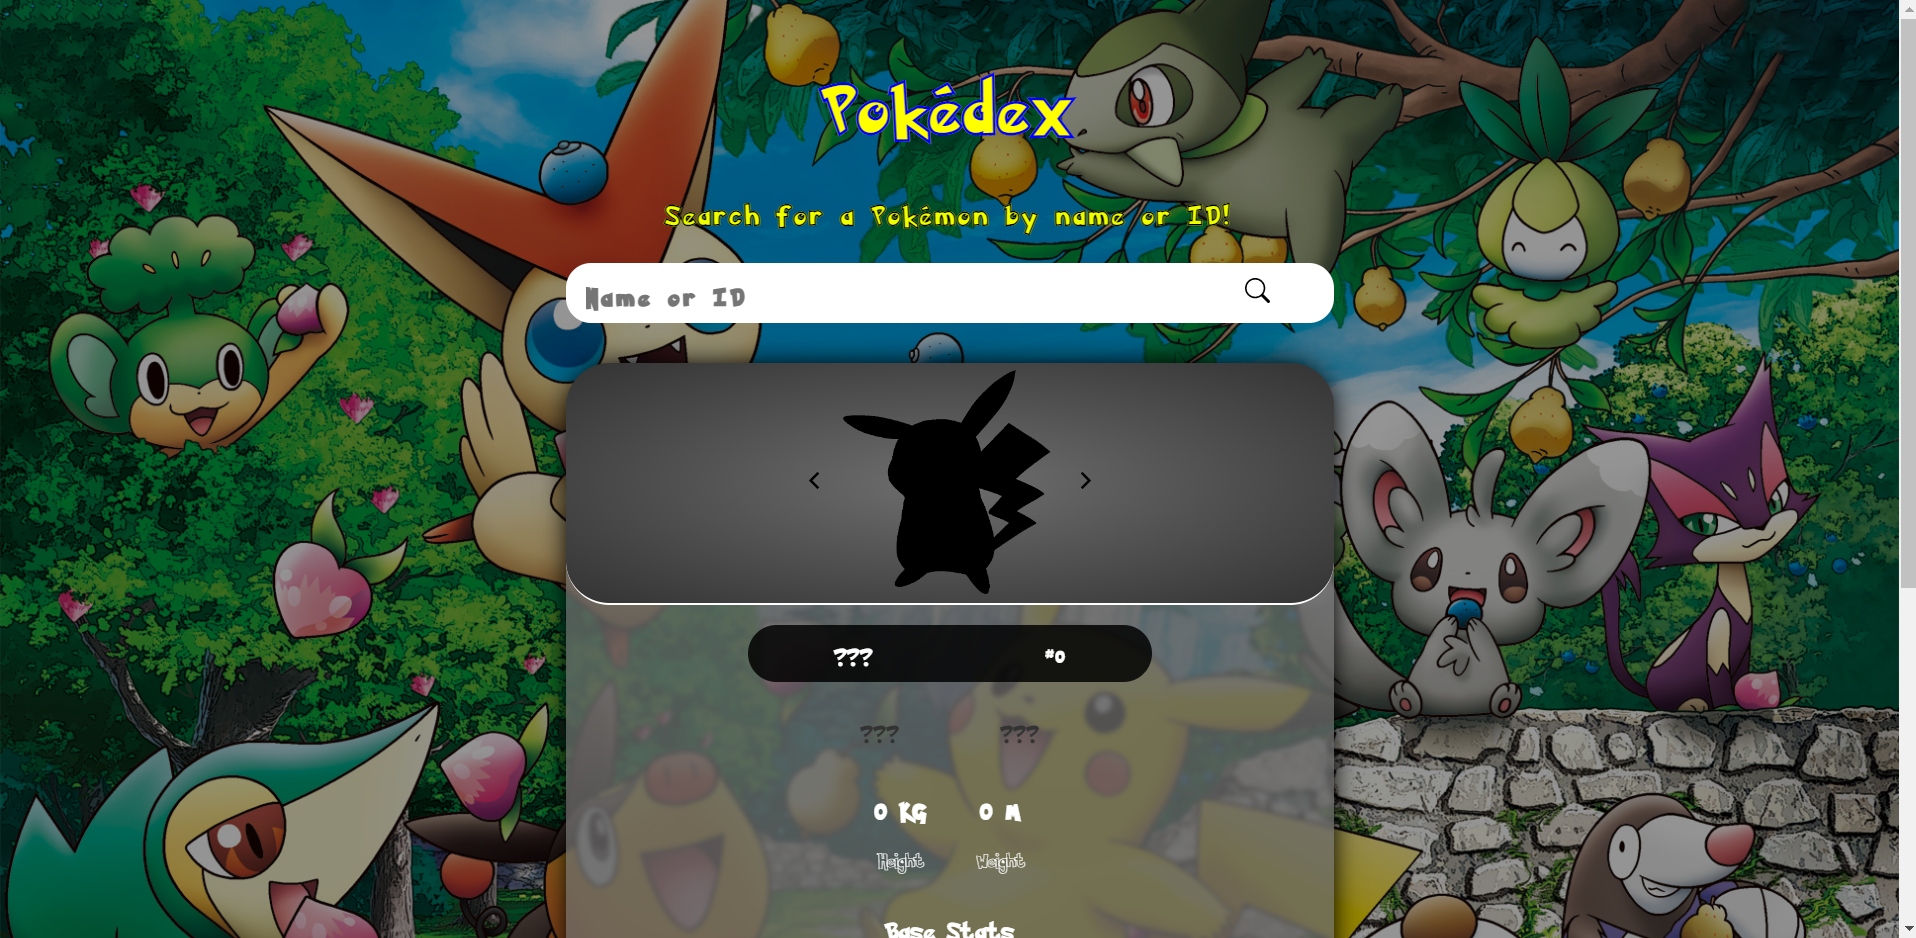 Pokédex
Search for a Pokémon by name or ID!
Name or ID
??? #0
??? ???
0 KG 0 M
Height Weight
Base Stats